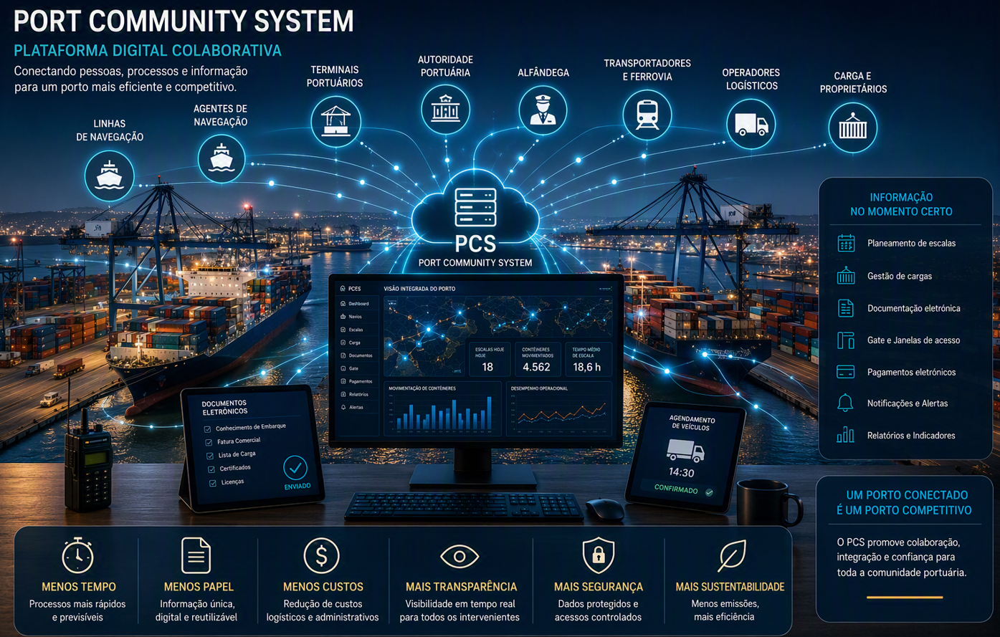 PORT COMMUNITY SYSTEM
PLATAFORMA DIGITAL COLABORATIVA
Conectando pessoas, processos e informação
para um porto mais eficiente e competitivo.
LINHAS
DE NAVEGAÇÃO
AGENTES DE
NAVEGAÇÃO
TERMINAIS
PORTUÁRIOS
AUTORIDADE
PORTUÁRIA
ALFÂNDEGA
TRANSPORTADORES
E FERROVIA
OPERADORES
LOGÍSTICOS
CARGA E
PROPRIETÁRIOS
PCS
PORT COMMUNITY SYSTEM
PCES
Dashboard
Navios
Escalas
Carga
Documentos
Gate
Pagamentos
Relatórios
Alertas
VISÃO INTEGRADA DO PORTO
ESCALAS HOJE
HOJE
18
CONTÊINERES
MOVIMENTADOS
4.562
TEMPO MÉDIO
DE ESCALA
18,6 h
MOVIMENTAÇÃO DE CONTÊINERES
DESEMPENHO OPERACIONAL
DOCUMENTOS
ELETRÓNICOS
Conhecimento de Embarque
Fatura Comercial
Lista de Carga
Certificados
Licenças
ENVIADO
AGENDAMENTO
DE VEÍCULOS
14:30
CONFIRMADO
INFORMAÇÃO
NO MOMENTO CERTO
Planeamento de escalas
Gestão de cargas
Documentação eletrónica
Gate e Janelas de acesso
Pagamentos eletrónicos
Notificações e Alertas
Relatórios e Indicadores
UM PORTO CONECTADO
É UM PORTO COMPETITIVO
O PCS promove colaboração,
integração e confiança para
toda a comunidade portuária.
MENOS TEMPO
Processos mais rápidos
e previsíveis
MENOS PAPEL
Informação única,
digital e reutilizável
MENOS CUSTOS
Redução de custos
logísticos e administrativos
MAIS TRANSPARÊNCIA
Visibilidade em tempo real
para todos os intervenientes
MAIS SEGURANÇA
Dados protegidos e
acessos controlados
MAIS SUSTENTABILIDADE
Menos emissões,
mais eficiência